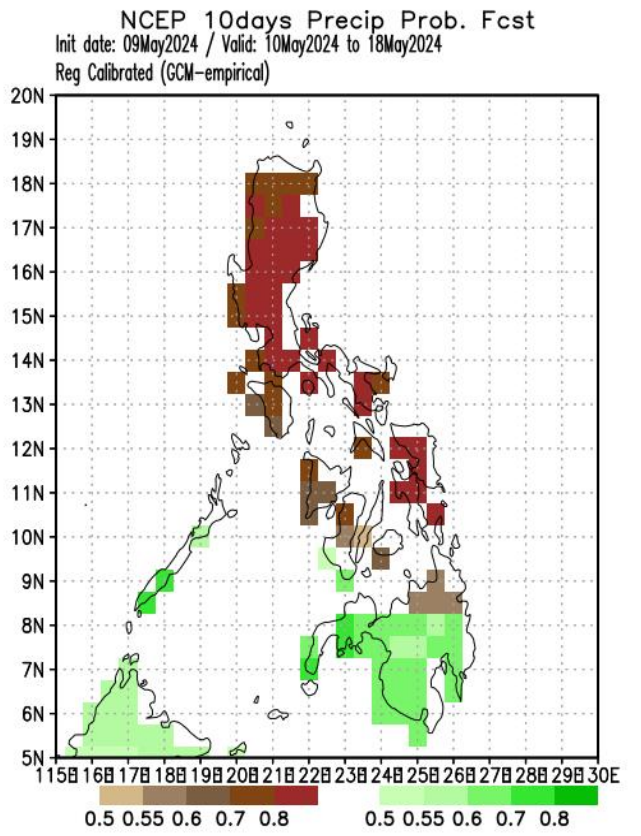 NCEP 10days Precip Prob. Fcst
Init date: 09May2024 / Valid: 10May2024 to 18May2024
Reg Calibrated (GCM-empirical)
20N
19N
18N
17N
16N
15N
14N
13N
12N
11N
10N
9N
8N
7N
6N
5N
115E 116E 117E 118E 119E 120E 121E 122E 123E 124E 125E 126E 127E 128E 129E 130E
0.5 0.55 0.6 0.7 0.8 0.5 0.55 0.6 0.7 0.8